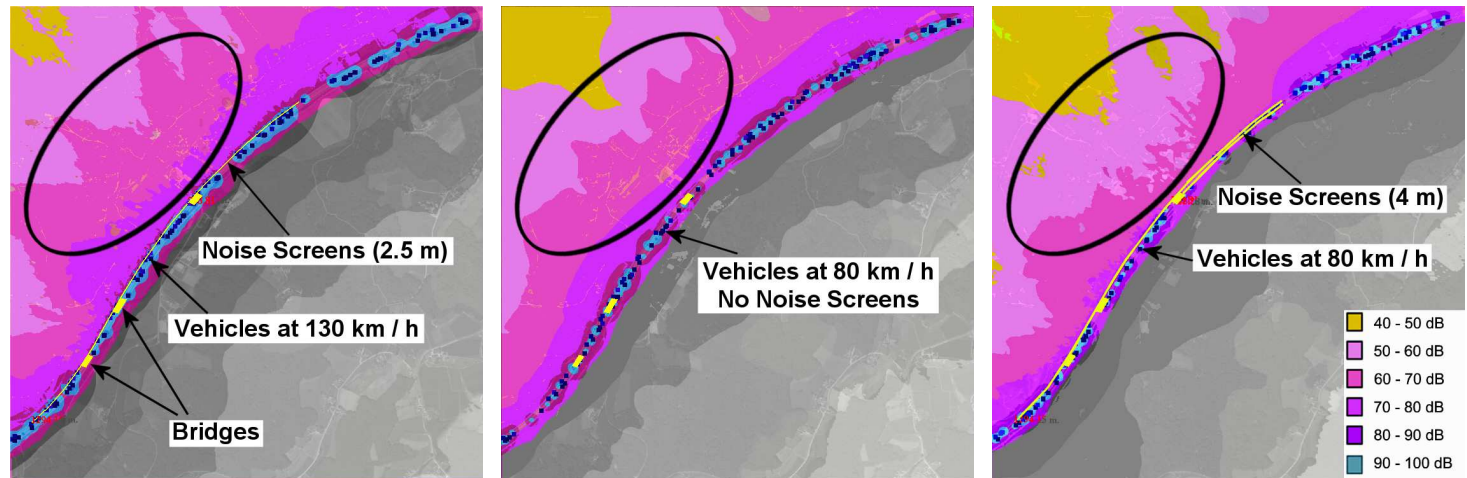 Noise Screens (2.5 m)
Vehicles at 130 km / h
Bridges
Vehicles at 80 km / h
No Noise Screens
Noise Screens (4 m)
Vehicles at 80 km / h
40 - 50 dB
50 - 60 dB
60 - 70 dB
70 - 80 dB
80 - 90 dB
90 - 100 dB